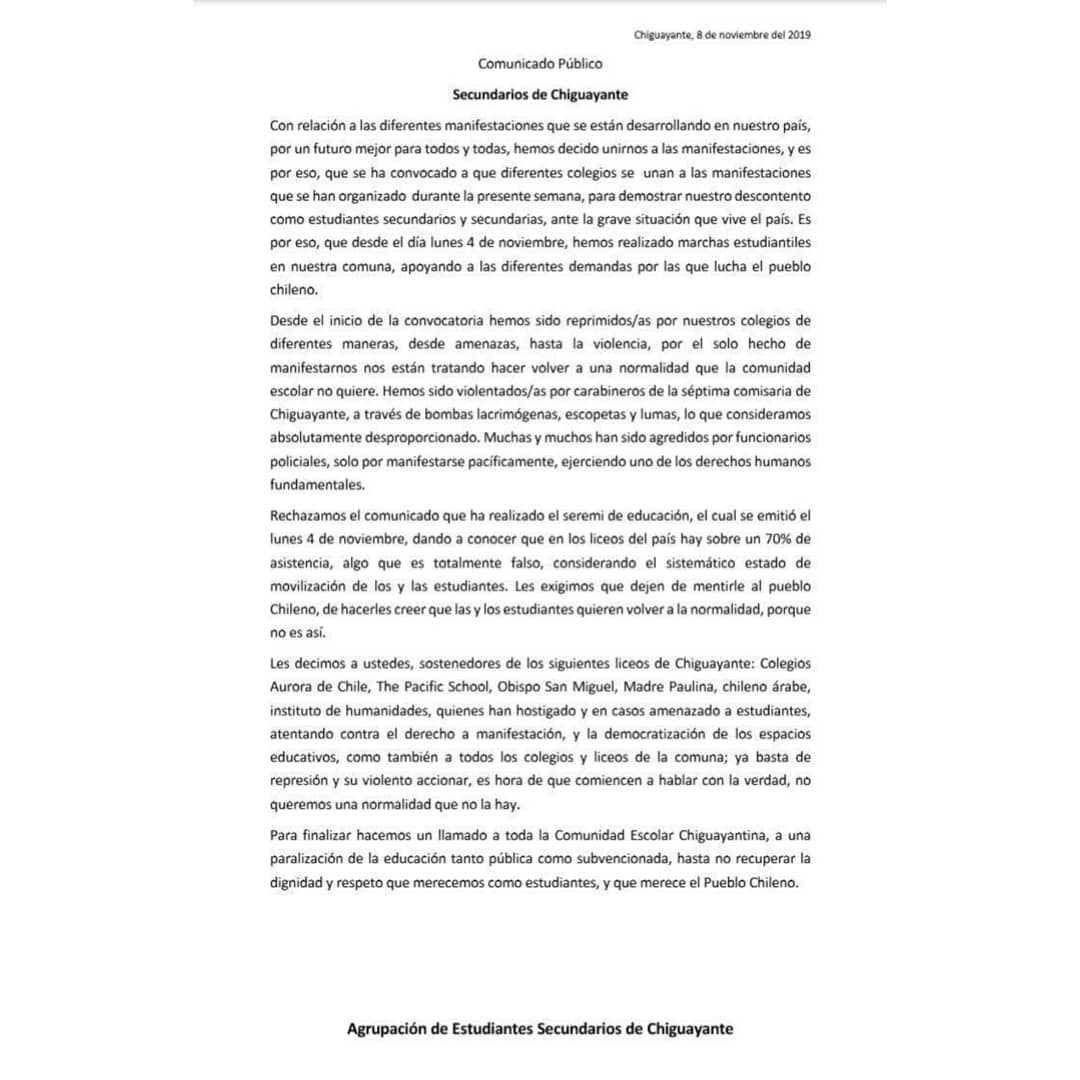 Chiguayante, 8 de noviembre del 2019
Comunicado Público
Secundarios de Chiguayante
Con relación a las diferentes manifestaciones que se están desarrollando en nuestro país,
por un futuro mejor para todos y todas, hemos decido unirnos a las manifestaciones, y es
por eso, que se ha convocado a que diferentes colegios se unan a las manifestaciones
que se han organizado durante la presente semana, para demostrar nuestro descontento
como estudiantes secundarios y secundarias, ante la grave situación que vive el país. Es
por eso, que desde el día lunes 4 de noviembre, hemos realizado marchas estudiantiles
en nuestra comuna, apoyando a las diferentes demandas por las que lucha el pueblo
chileno.
Desde el inicio de la convocatoria hemos sido reprimidos/as por nuestros colegios de
diferentes maneras, desde amenazas, hasta la violencia, por el solo hecho de
manifestarnos nos están tratando hacer volver a una normalidad que la comunidad
escolar no quiere. Hemos sido violentados/as por carabineros de la séptima comisaria de
Chiguayante, a través de bombas lacrimógenas, escopetas y lumas, lo que consideramos
absolutamente desproporcionado. Muchas y muchos han sido agredidos por funcionarios
policiales, solo por manifestarse pacíficamente, ejerciendo uno de los derechos humanos
fundamentales.
Rechazamos el comunicado que ha realizado el seremi de educación, el cual se emitió el
lunes 4 de noviembre, dando a conocer que en los liceos del país hay sobre un 70% de
asistencia, algo que es totalmente falso, considerando el sistemático estado de
movilización de los y las estudiantes. Les exigimos que dejen de mentirle al pueblo
Chileno, de hacerles creer que las y los estudiantes quieren volver a la normalidad, porque
no es así.
Les decimos a ustedes, sostenedores de los siguientes liceos de Chiguayante: Colegios
Aurora de Chile, The Pacific School, Obispo San Miguel, Madre Paulina, chileno árabe,
instituto de humanidades, quienes han hostigado y en casos amenazado a estudiantes,
atentando contra el derecho a manifestación, y la democratización de los espacios
educativos, como también a todos los colegios y liceos de la comuna; ya basta de
represión y su violento accionar, es hora de que comiencen a hablar con la verdad, no
queremos una normalidad que no la hay.
Para finalizar hacemos un llamado a toda la Comunidad Escolar Chiguayantina, a una
paralización de la educación tanto pública como subvencionada, hasta no recuperar la
dignidad y respeto que merecemos como estudiantes, y que merece el Pueblo Chileno.
Agrupación de Estudiantes Secundarios de Chiguayante